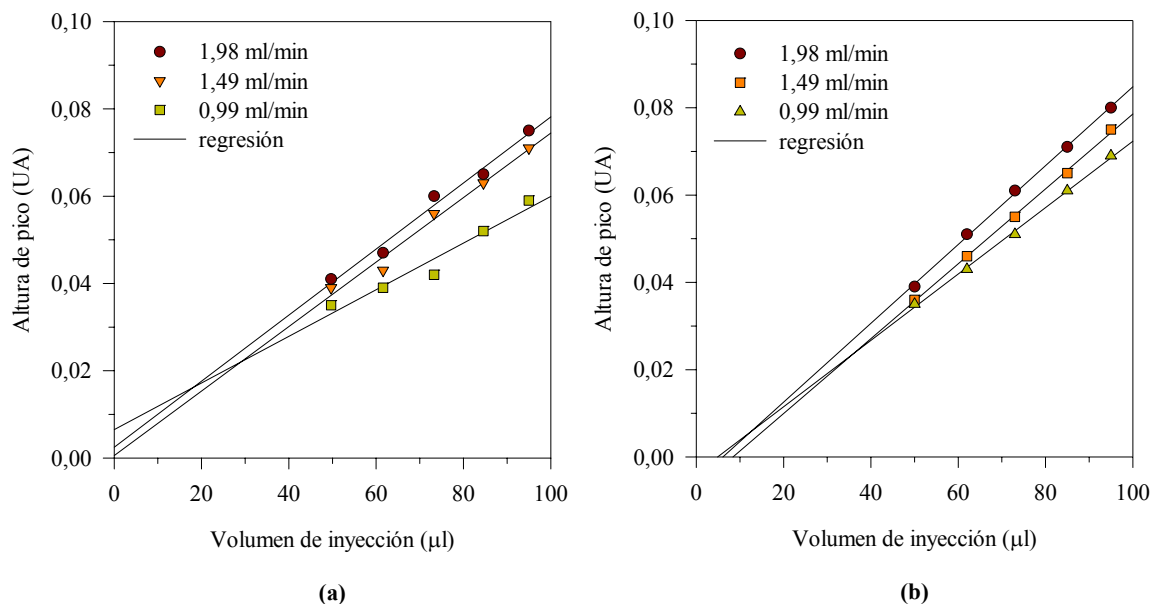 0,10
0,08
0,06
0,04
0,02
0,00
Altura de pico (UA)
1,98 ml/min
1,49 ml/min
0,99 ml/min
regresión
0 20 40 60 80 100
Volumen de inyección (µl)
(a)
0,10
0,08
0,06
0,04
0,02
0,00
Altura de pico (UA)
1,98 ml/min
1,49 ml/min
0,99 ml/min
regresión
0 20 40 60 80 100
Volumen de inyección (µl)
(b)